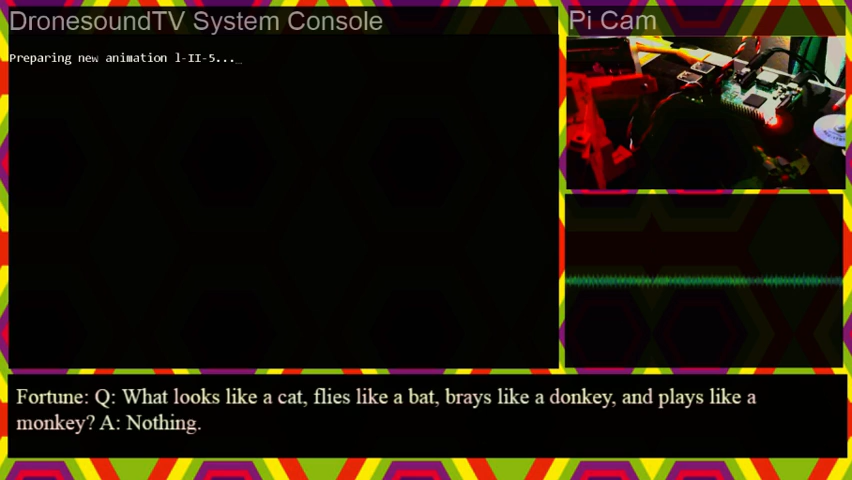 DronesoundTV System Console
Pi Cam
Preparing new animation l-II-5..._
Fortune: Q: What looks like a cat, flies like a bat, brays like a donkey, and plays like a
monkey? A: Nothing.